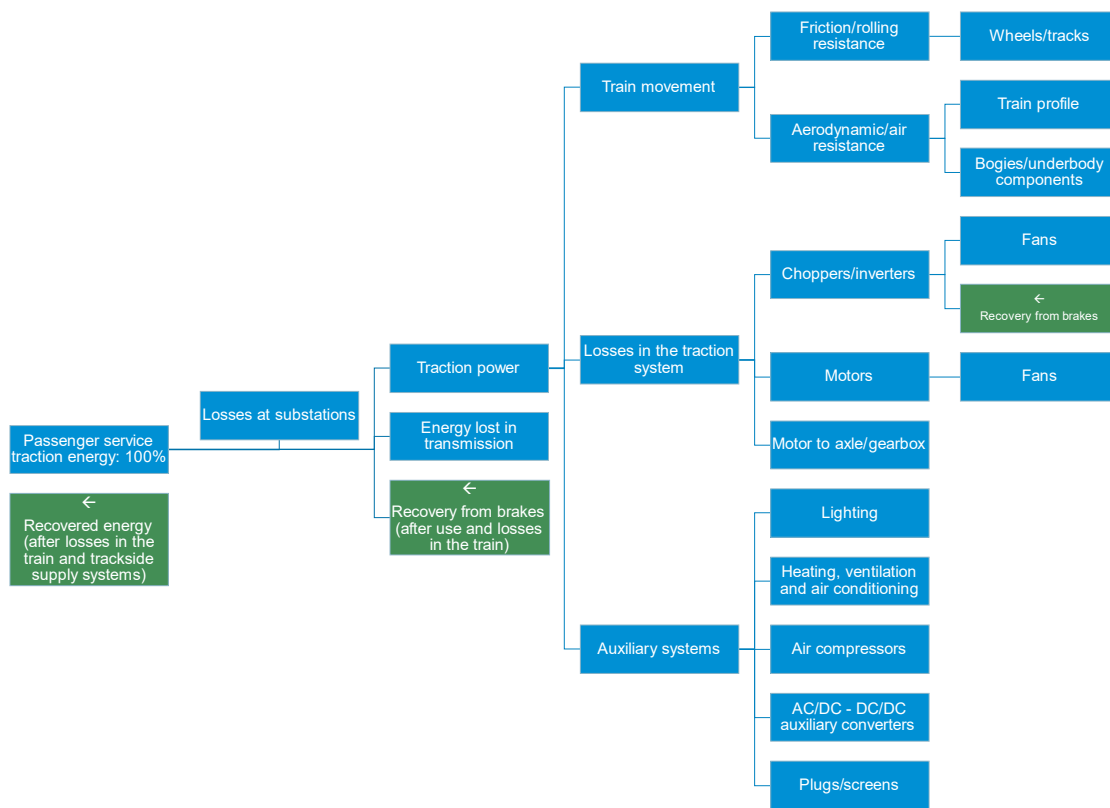 Friction/rolling
resistance
Wheels/tracks
Train movement
Train profile
Aerodynamic/air
resistance
Bogies/underbody
components
Fans
Choppers/inverters
←
Recovery from brakes
Losses in the traction
system
Traction power
Motors
Fans
Losses at substations
Energy lost in
transmission
Motor to axle/gearbox
Passenger service
traction energy: 100%
←
Recovered energy
(after losses in the
train and trackside
supply systems)
←
Recovery from brakes
(after use and losses
in the train)
Lighting
Heating, ventilation
and air conditioning
Auxiliary systems
Air compressors
AC/DC - DC/DC
auxiliary converters
Plugs/screens